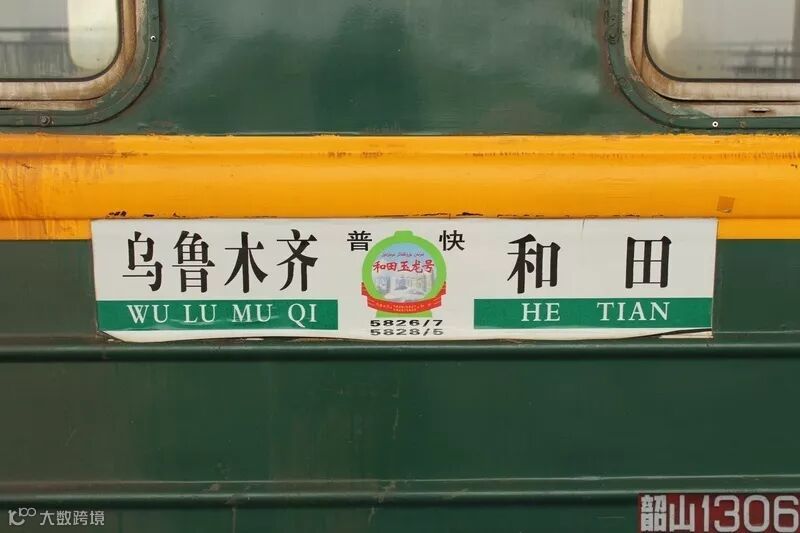 乌鲁木齐
WU LU MU QI
普 快
和田玉龙号
5826/7
5828/5
和 田
HE TIAN
大数跨境
韶山1306